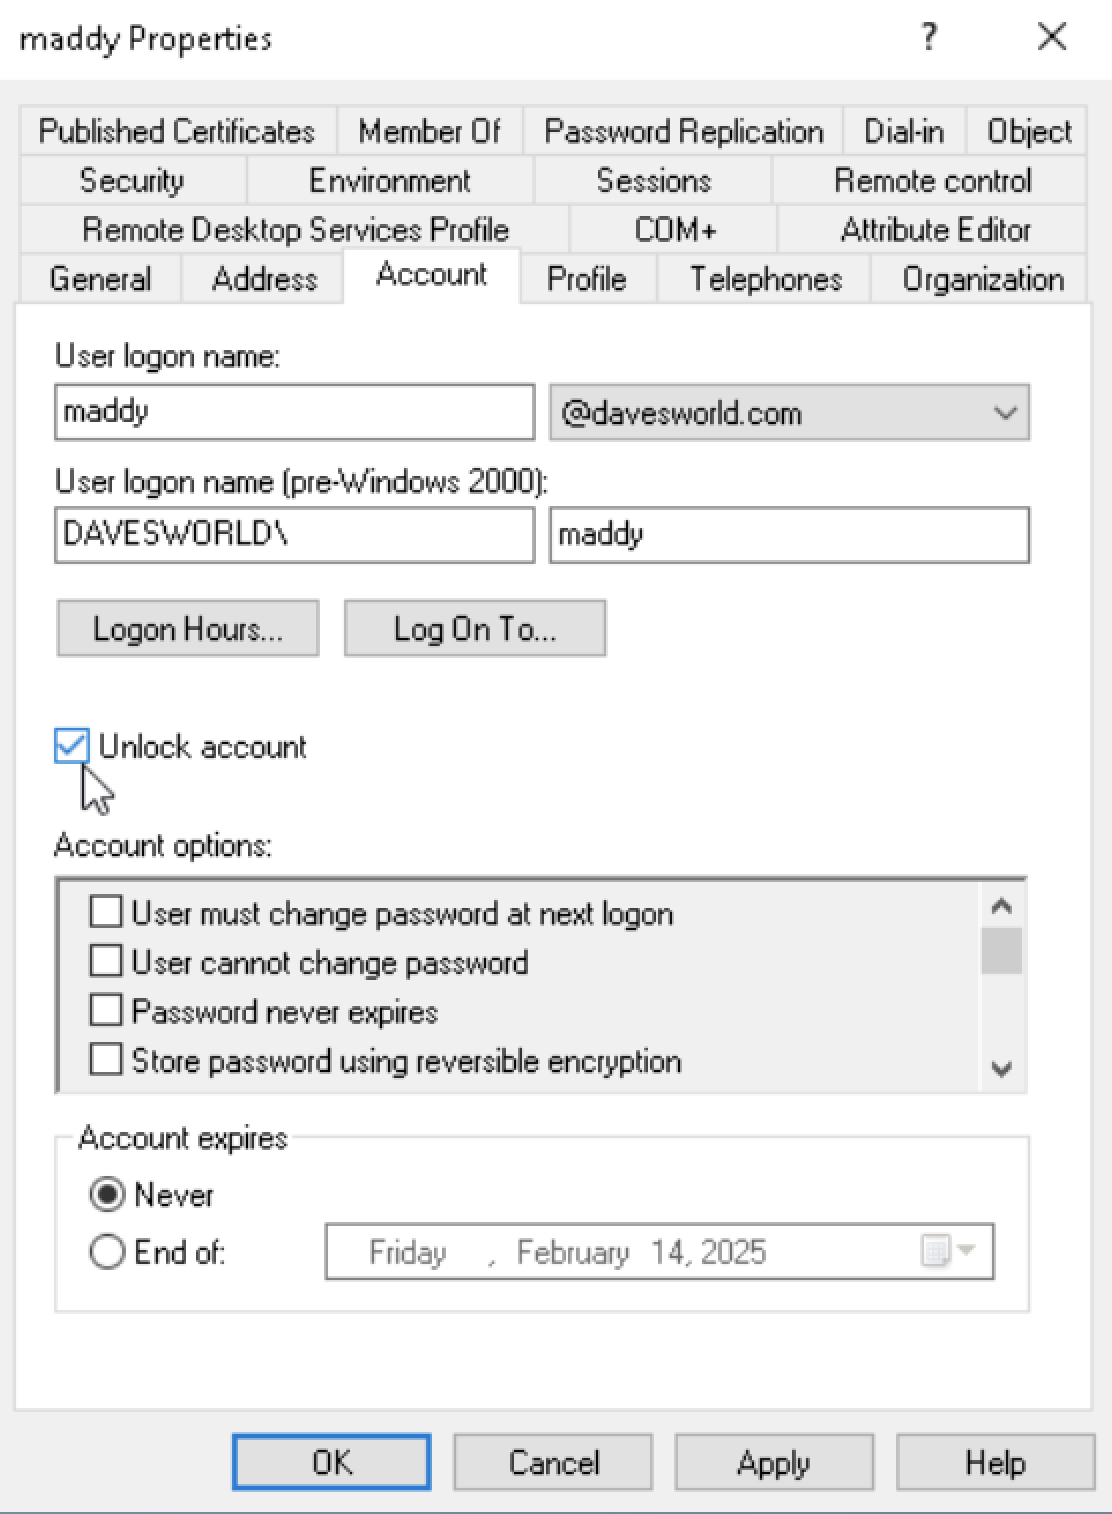 maddy Properties ?
Published Certificates Member Of Password Replication Dial-in Object
Security Environment Sessions Remote control
Remote Desktop Services Profile COM+ Attribute Editor
General Address Account Profile Telephones Organization
User logon name:
maddy @davesworld.com
User logon name (pre-Windows 2000):
DAVESWORLD\ maddy
Logon Hours... Log On To...
Unlock account
Account options:
User must change password at next logon
User cannot change password
Password never expires
Store password using reversible encryption
Account expires
Never
End of: Friday , February 14, 2025
OK Cancel Apply Help